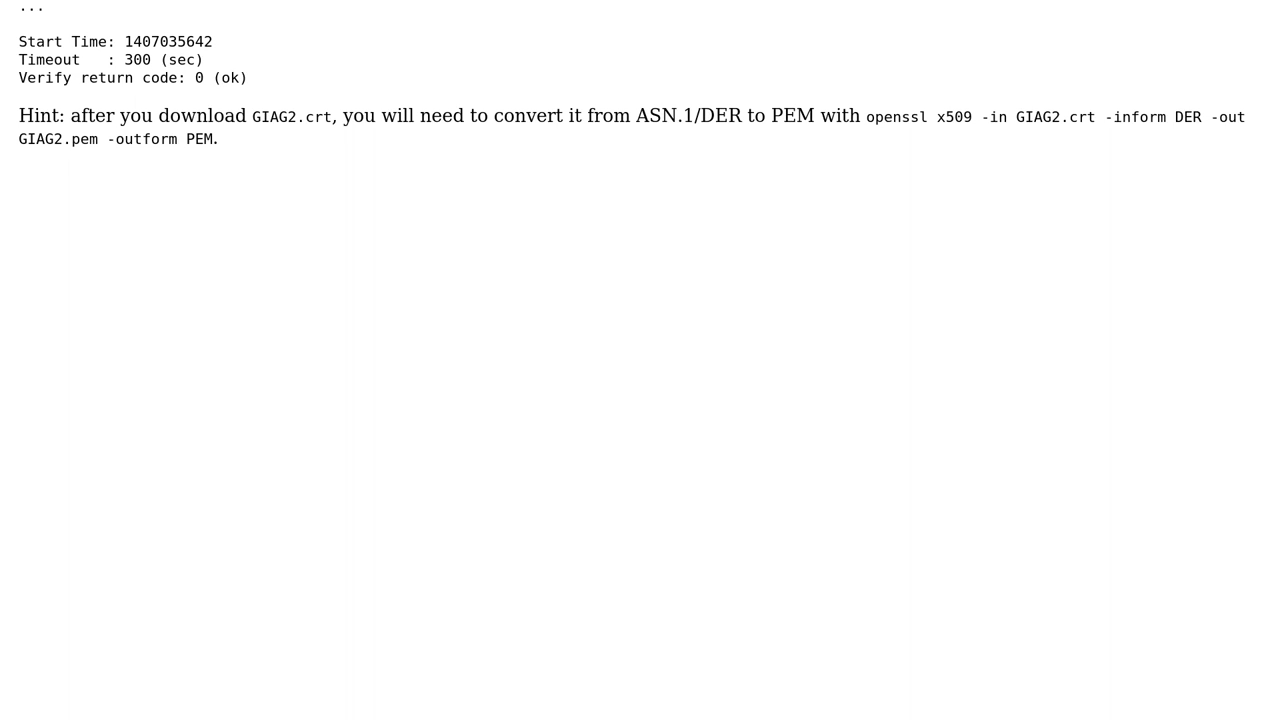 ...
Start Time: 1407035642
Timeout   : 300 (sec)
Verify return code: 0 (ok)
Hint: after you download GIAG2.crt, you will need to convert it from ASN.1/DER to PEM with openssl x509 -in GIAG2.crt -inform DER -out
GIAG2.pem -outform PEM.